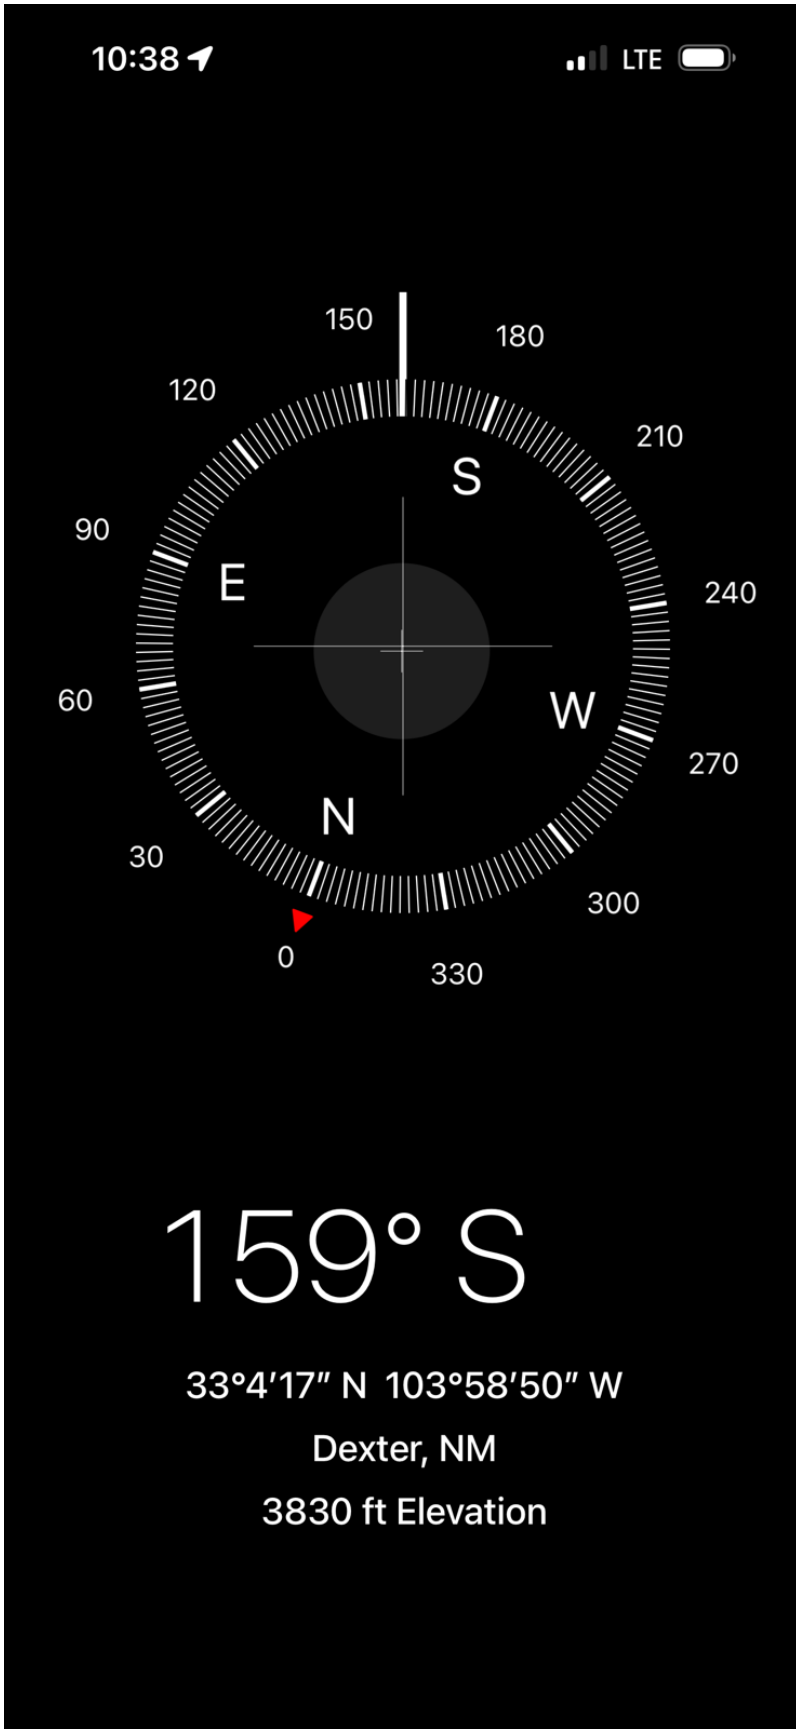 10:38 LTE
150 180
120
210
S
90
E
240
60
W
270
N
30
300
0
330
159° S
33°4′17″ N 103°58′50″ W
Dexter, NM
3830 ft Elevation